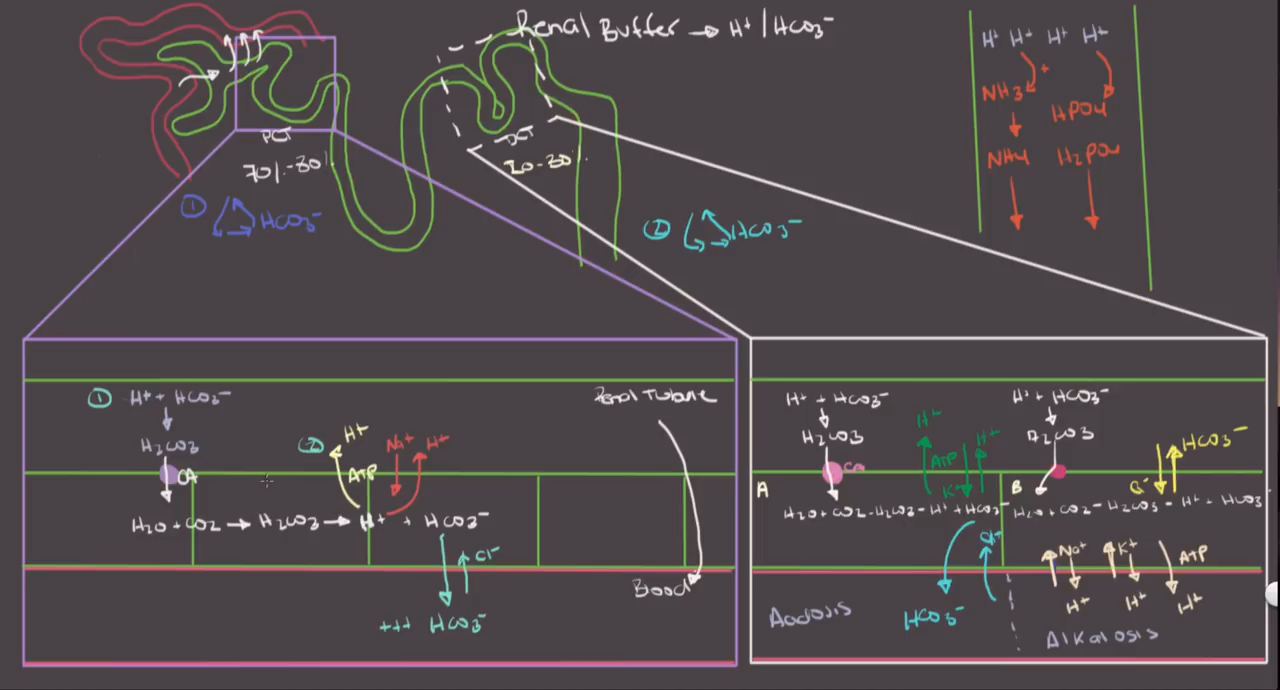 Renal Buffer → H⁺ / HCO₃⁻
PCT
70%-80%
DCT
20-30%
① HCO₃⁻
② HCO₃⁻
H⁺ H⁺ H⁺ H⁺
NH₃ +
HPO4
NH4
H₂PO4
① H⁺ + HCO₃⁻
H₂CO₃
CA
H₂O + CO₂ → H₂CO₃ → H⁺ + HCO₃⁻
②
H⁺
ATP
Na⁺ H⁺
Cl⁻
+++ HCO₃⁻
Renal Tubule
Blood
H⁺ + HCO₃⁻
H₂CO₃
CA
A
H₂O + CO₂ - H₂CO₃ - H⁺ + HCO₃⁻
H⁺
ATP
K⁺
H⁺
HCO₃⁻
Cl⁻
Acdosis
H⁺ + HCO₃⁻
H₂CO₃
B
H₂O + CO₂ - H₂CO₃ - H⁺ + HCO₃
Cl⁻
HCO₃⁻
Na⁺ K⁺ ATP
H⁺ H⁺ H⁺
Alkalosis